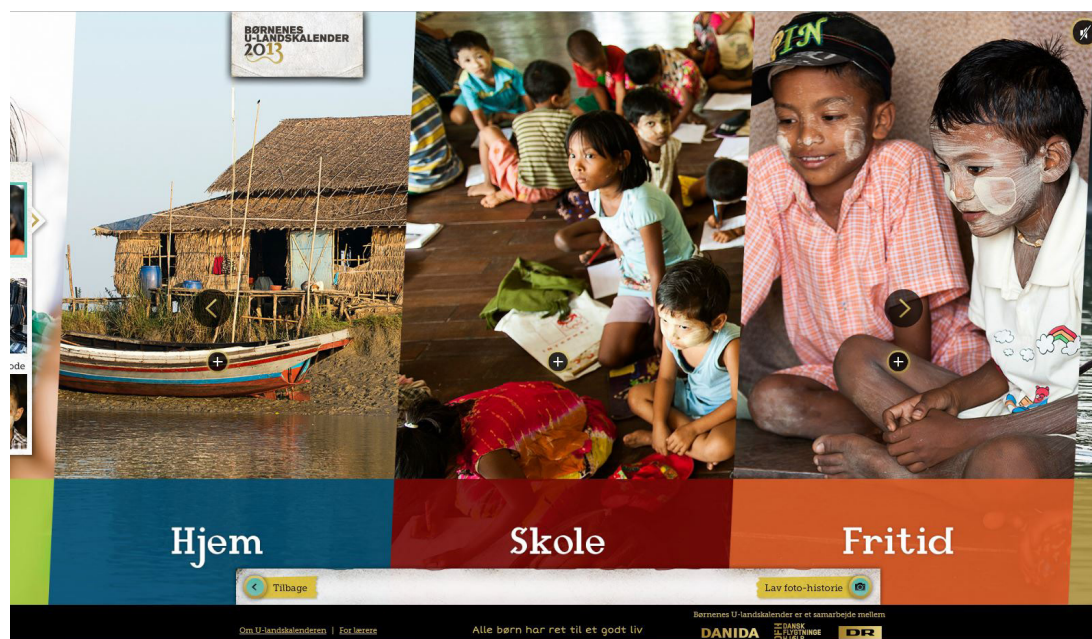 BØRNENES
U-LANDSKALENDER
2013
PIN
ode
Hjem
Skole
Fritid
Tilbage
Lav foto-historie
Børnenes U-landskalender er et samarbejde mellem
Om U-landskalenderen | For lærere
Alle børn har ret til et godt liv
DANIDA
DANSK
FLYGTNINGE
HJÆLP
DR